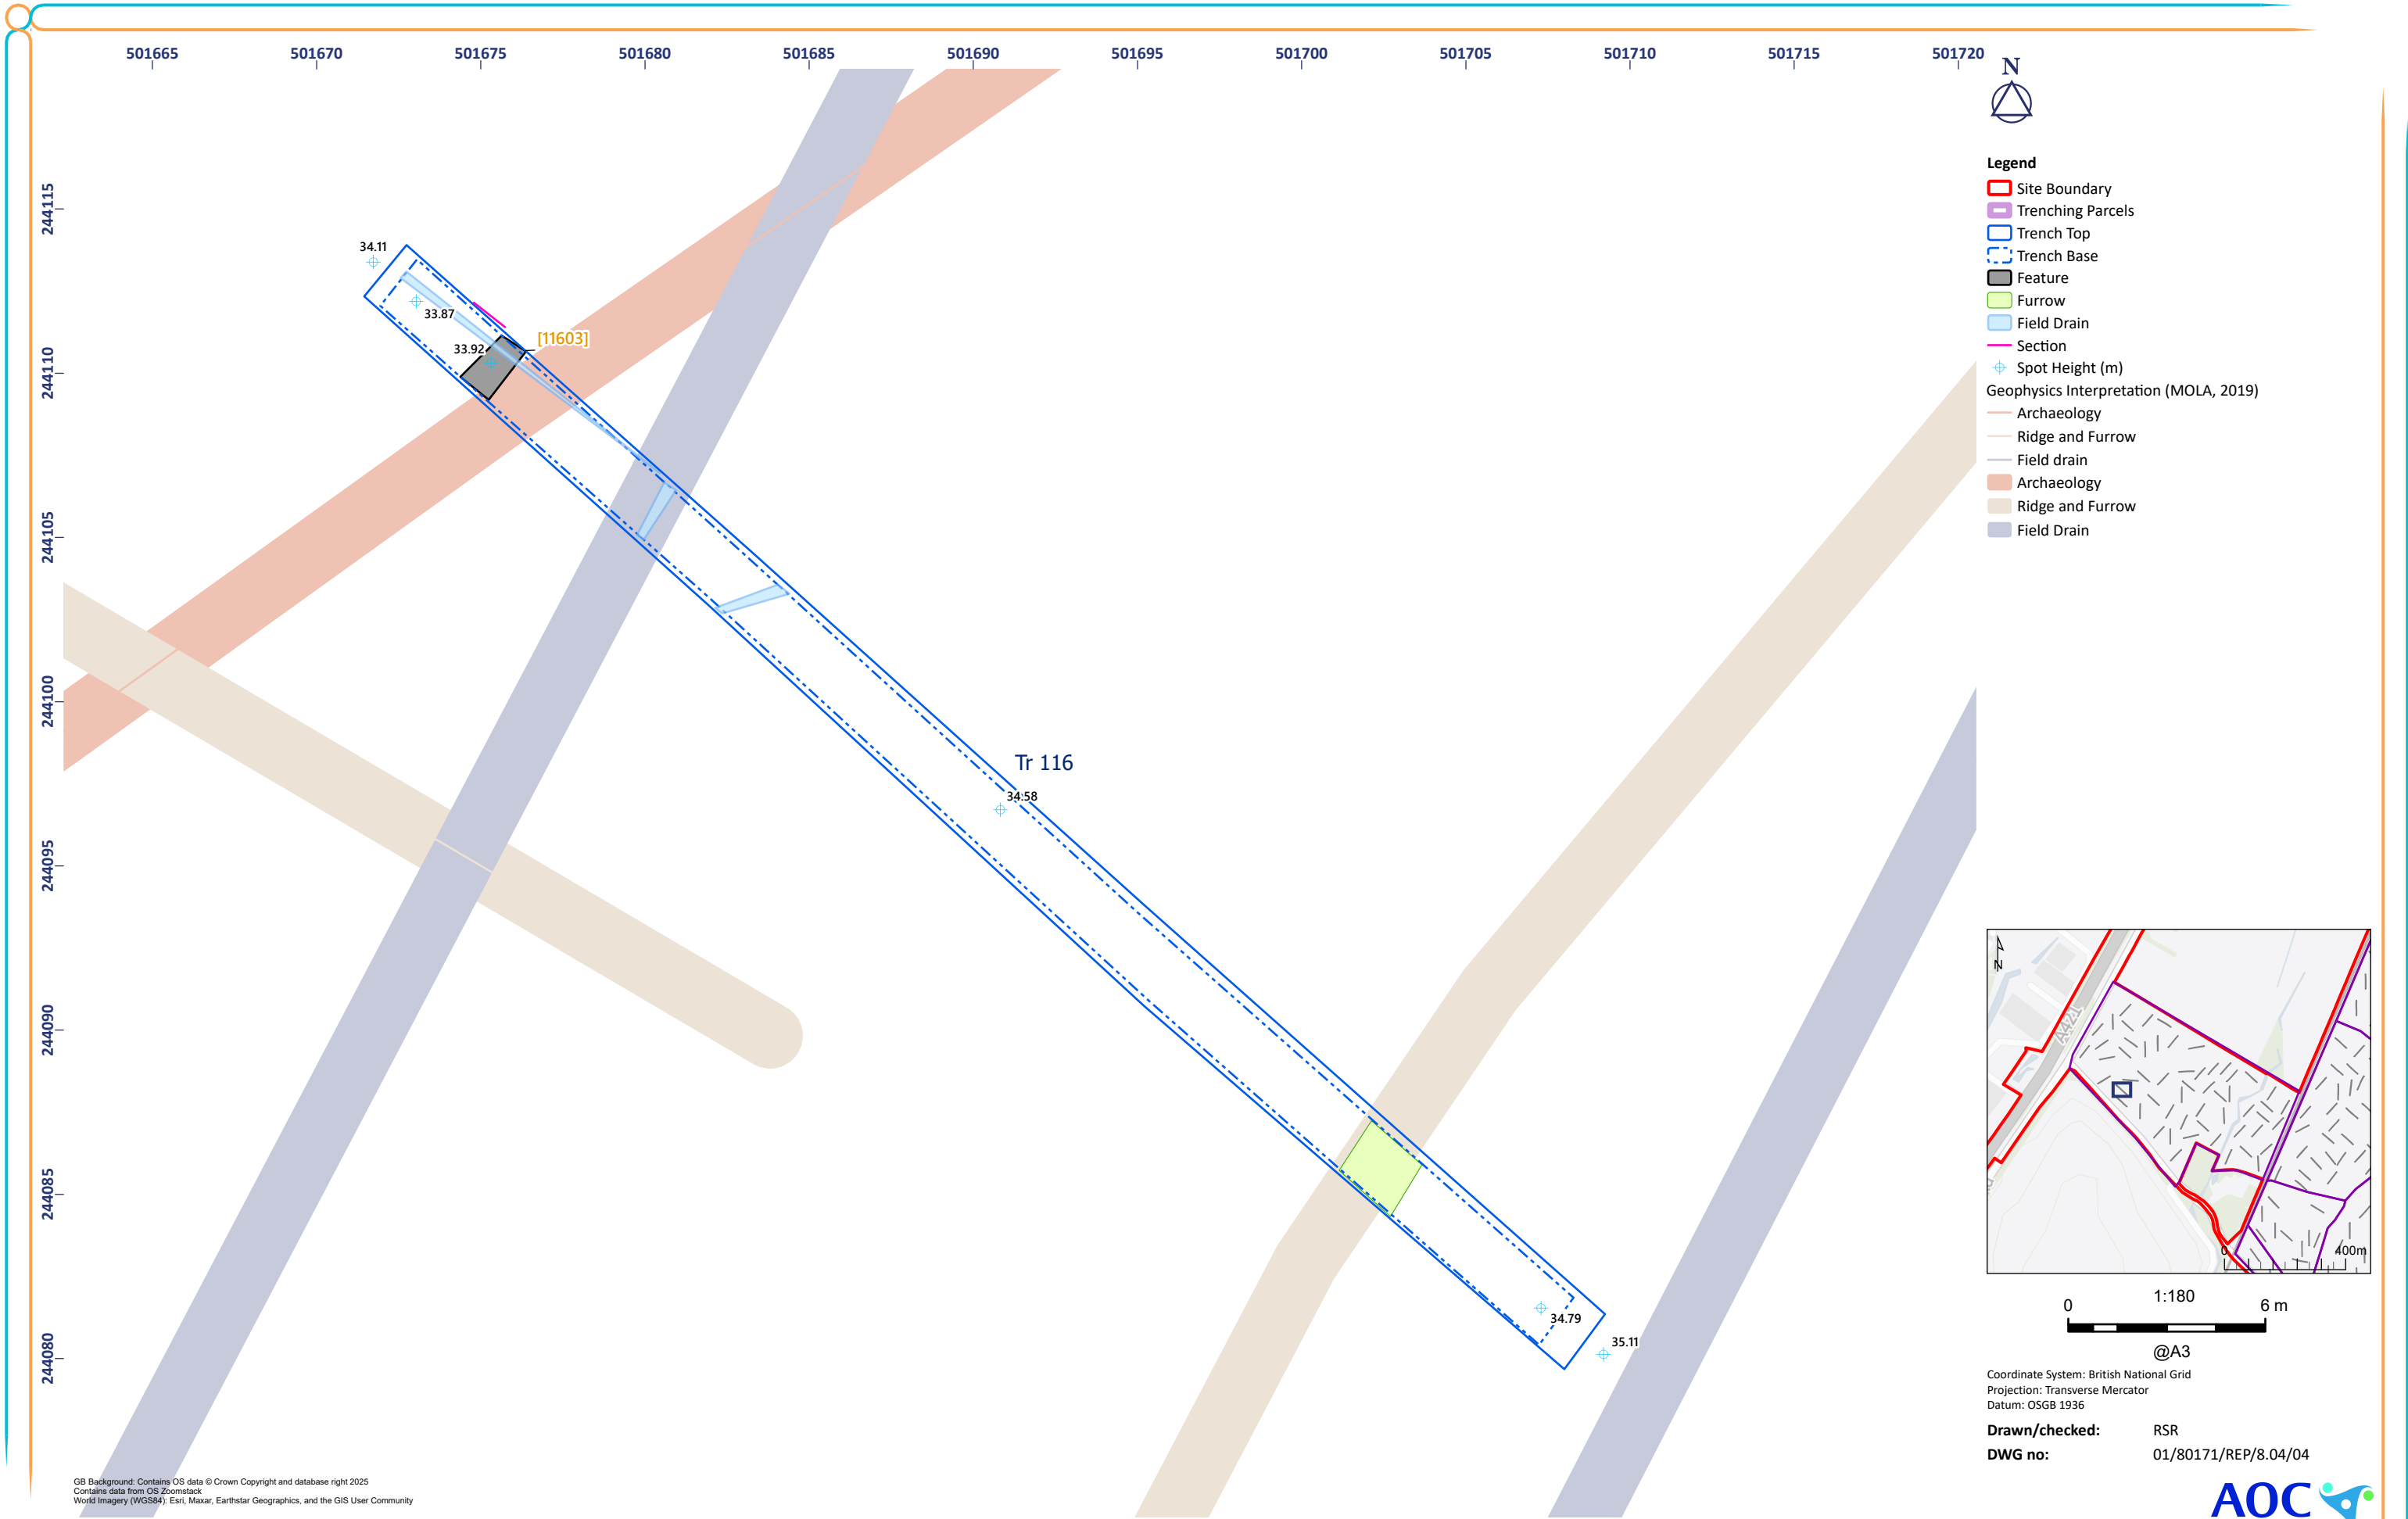 501665 501670 501675 501680 501685 501690 501695 501700 501705 501710 501715 501720
N
244115
244110
244105
244100
244095
244090
244085
244080
34.11
33.87
33.92
[11603]
Tr 116
34.58
34.79
35.11
Legend
Site Boundary
Trenching Parcels
Trench Top
Trench Base
Feature
Furrow
Field Drain
Section
Spot Height (m)
Geophysics Interpretation (MOLA, 2019)
Archaeology
Ridge and Furrow
Field drain
Archaeology
Ridge and Furrow
Field Drain
N
A421
0 400m
1:180
0 6 m
@A3
Coordinate System: British National Grid
Projection: Transverse Mercator
Datum: OSGB 1936
Drawn/checked: RSR
DWG no: 01/80171/REP/8.04/04
AOC
GB Background: Contains OS data © Crown Copyright and database right 2025
Contains data from OS Zoomstack
World Imagery (WGS84): Esri, Maxar, Earthstar Geographics, and the GIS User Community